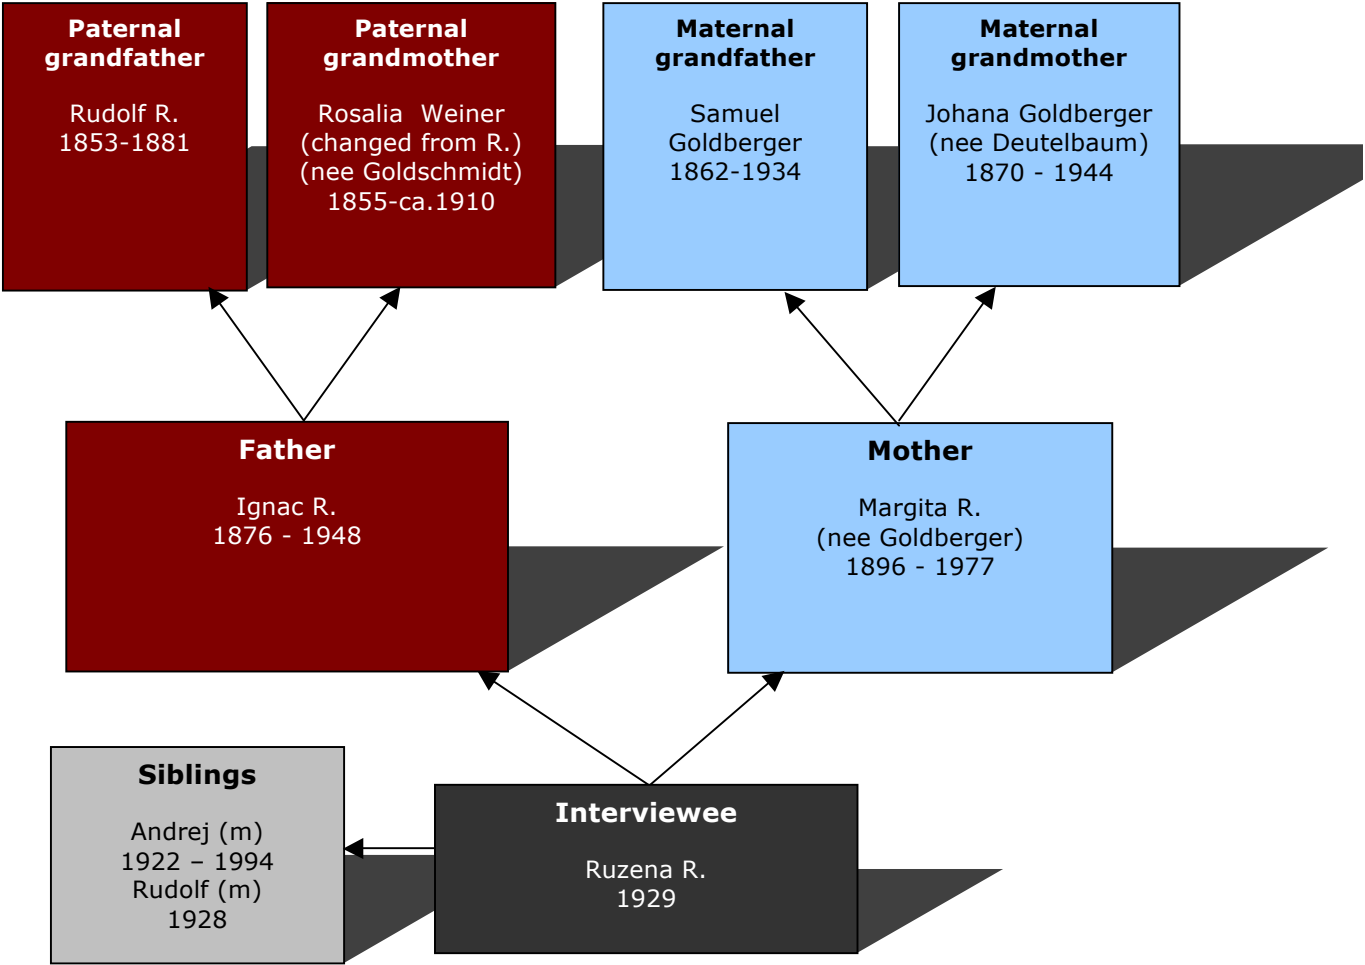 Paternal
grandfather
Rudolf R.
1853-1881
Paternal
grandmother
Rosalia Weiner
(changed from R.)
(nee Goldschmidt)
1855-ca.1910
Maternal
grandfather
Samuel
Goldberger
1862-1934
Maternal
grandmother
Johana Goldberger
(nee Deutelbaum)
1870 - 1944
Father
Ignac R.
1876 - 1948
Mother
Margita R.
(nee Goldberger)
1896 - 1977
Siblings
Andrej (m)
1922 – 1994
Rudolf (m)
1928
Interviewee
Ruzena R.
1929